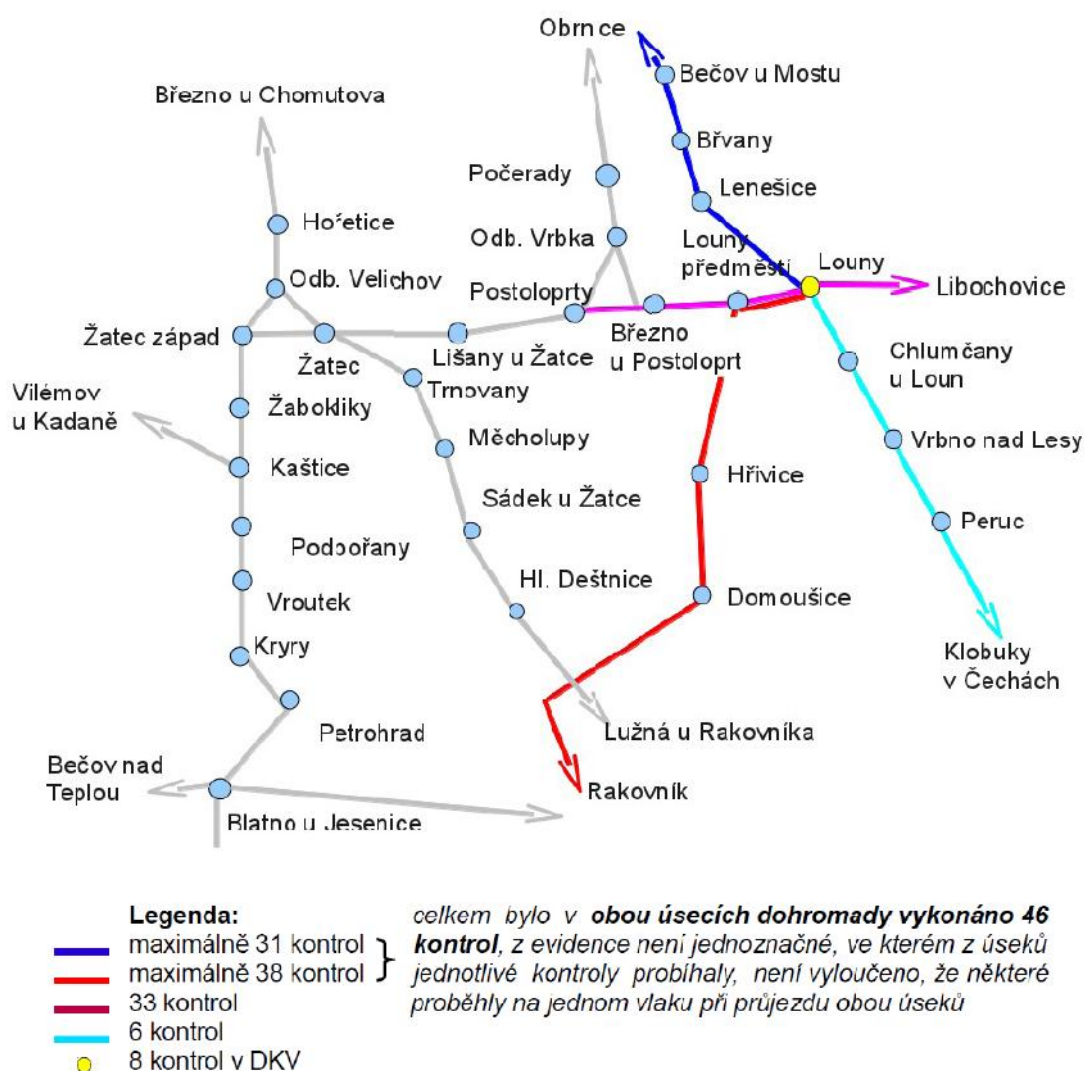 Obrnice
Bečov u Mostu
Březno u Chomutova
Břvany
Počerady
Lenešice
Hořetice
Odb. Vrbka
Louny
předměstí
Louny
Odb. Velichov
Postoloprty
Libochovice
Žatec západ
Lišany u Žatce
Březno
u Postoloprt
Žatec
Trnovany
Chlumčany
u Loun
Vilémov
u Kadaně
Žabokliky
Měcholupy
Vrbno nad Lesy
Kaštice
Hřivice
Sádek u Žatce
Peruc
Podbořany
Hl. Deštnice
Domoušice
Vroutek
Kryry
Klobuky
v Čechách
Petrohrad
Lužná u Rakovníka
Bečov nad
Teplou
Rakovník
Blatno u Jesenice
Legenda:
maximálně 31 kontrol
maximálně 38 kontrol
33 kontrol
6 kontrol
8 kontrol v DKV
celkem bylo v obou úsecích dohromady vykonáno 46
kontrol, z evidence není jednoznačné, ve kterém z úseků
jednotlivé kontroly probíhaly, není vyloučeno, že některé
proběhly na jednom vlaku při průjezdu obou úseků